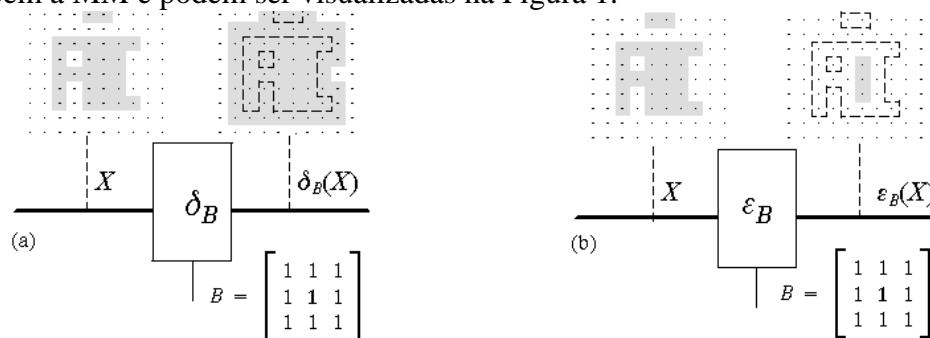 sem a MM e podem ser visualizadas na Figura 1.
X δ_B δ_B(X)
(a)
B = [1 1 1
1 1 1
1 1 1]
X ε_B ε_B(X)
(b)
B = [1 1 1
1 1 1
1 1 1]